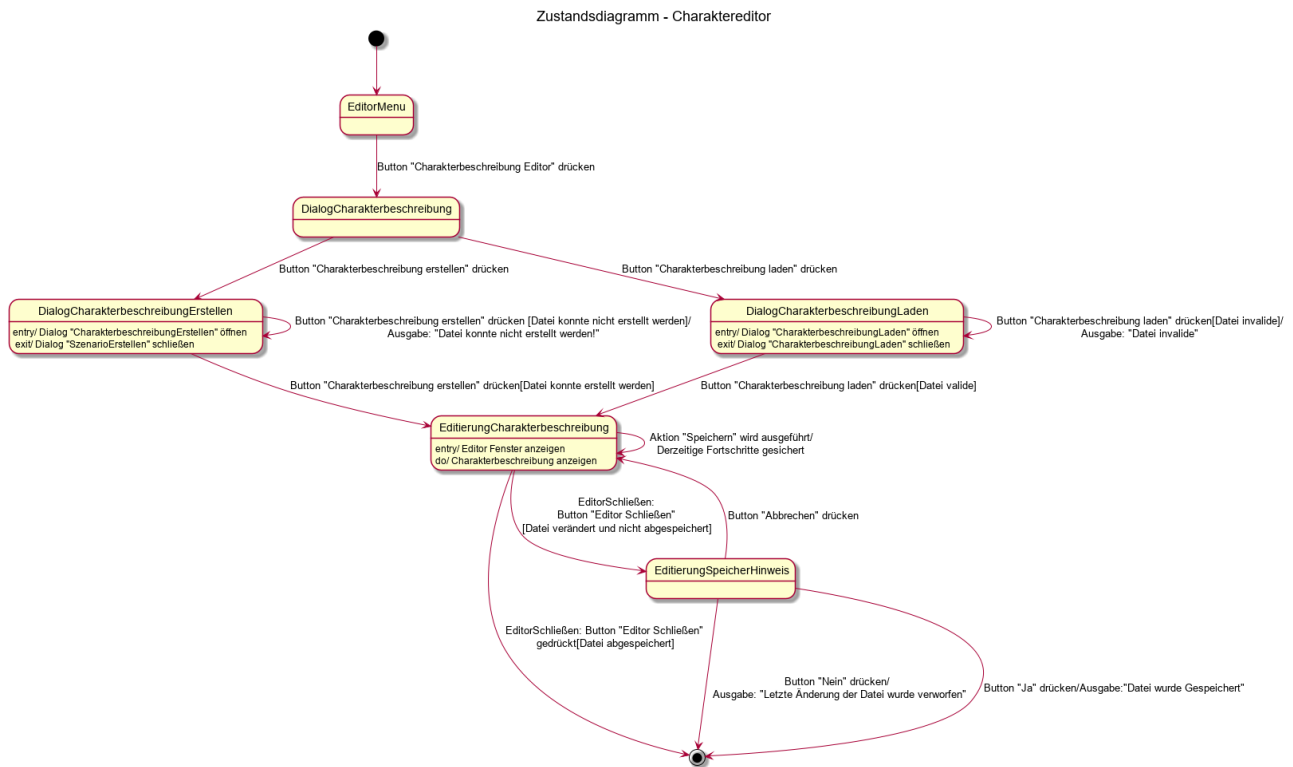 Zustandsdiagramm - Charaktereditor
EditorMenu
Button "Charakterbeschreibung Editor" drücken
DialogCharakterbeschreibung
Button "Charakterbeschreibung erstellen" drücken
Button "Charakterbeschreibung laden" drücken
DialogCharakterbeschreibungErstellen
entry/ Dialog "CharakterbeschreibungErstellen" öffnen
exit/ Dialog "SzenarioErstellen" schließen
Button "Charakterbeschreibung erstellen" drücken [Datei konnte nicht erstellt werden]/
Ausgabe: "Datei konnte nicht erstellt werden!"
DialogCharakterbeschreibungLaden
entry/ Dialog "CharakterbeschreibungLaden" öffnen
exit/ Dialog "CharakterbeschreibungLaden" schließen
Button "Charakterbeschreibung laden" drücken[Datei invalide]/
Ausgabe: "Datei invalide"
Button "Charakterbeschreibung erstellen" drücken[Datei konnte erstellt werden]
Button "Charakterbeschreibung laden" drücken[Datei valide]
EditierungCharakterbeschreibung
entry/ Editor Fenster anzeigen
do/ Charakterbeschreibung anzeigen
Aktion "Speichern" wird ausgeführt/
Derzeitige Fortschritte gesichert
EditorSchließen:
Button "Editor Schließen"
[Datei verändert und nicht abgespeichert]
Button "Abbrechen" drücken
EditierungSpeicherHinweis
EditorSchließen: Button "Editor Schließen"
gedrückt[Datei abgespeichert]
Button "Nein" drücken/
Ausgabe: "Letzte Änderung der Datei wurde verworfen"
Button "Ja" drücken/Ausgabe:"Datei wurde Gespeichert"